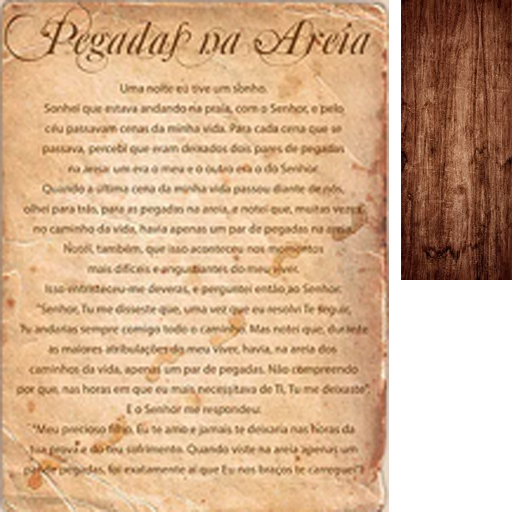 Pegadas na Areia
Uma noite eu tive um sonho.
Sonhei que estava andando na praia, com o Senhor, e pelo
céu passavam cenas da minha vida. Para cada cena que se
passava, percebi que eram deixados dois pares de pegadas
na areia: um era o meu e o outro era o do Senhor.
Quando a última cena da minha vida passou diante de nós,
olhei para trás, para as pegadas na areia, e notei que, muitas vezes,
no caminho da vida, havia apenas um par de pegadas na areia.
Notei, também, que isso aconteceu nos momentos
mais difíceis e angustiantes do meu viver.
Isso entristeceu-me deveras, e perguntei então ao Senhor:
"Senhor, Tu me disseste que, uma vez que eu resolvi Te seguir,
Tu andarias sempre comigo todo o caminho. Mas notei que, durante
as maiores atribulações do meu viver, havia, na areia dos
caminhos da vida, apenas um par de pegadas. Não compreendo
por que, nas horas em que eu mais necessitava de Ti, Tu me deixaste".
E o Senhor me respondeu:
"Meu precioso filho, Eu te amo e jamais te deixaria nas horas da
tua prova e do teu sofrimento. Quando viste na areia apenas um
par de pegadas, foi exatamente aí que Eu nos braços te carreguei"!